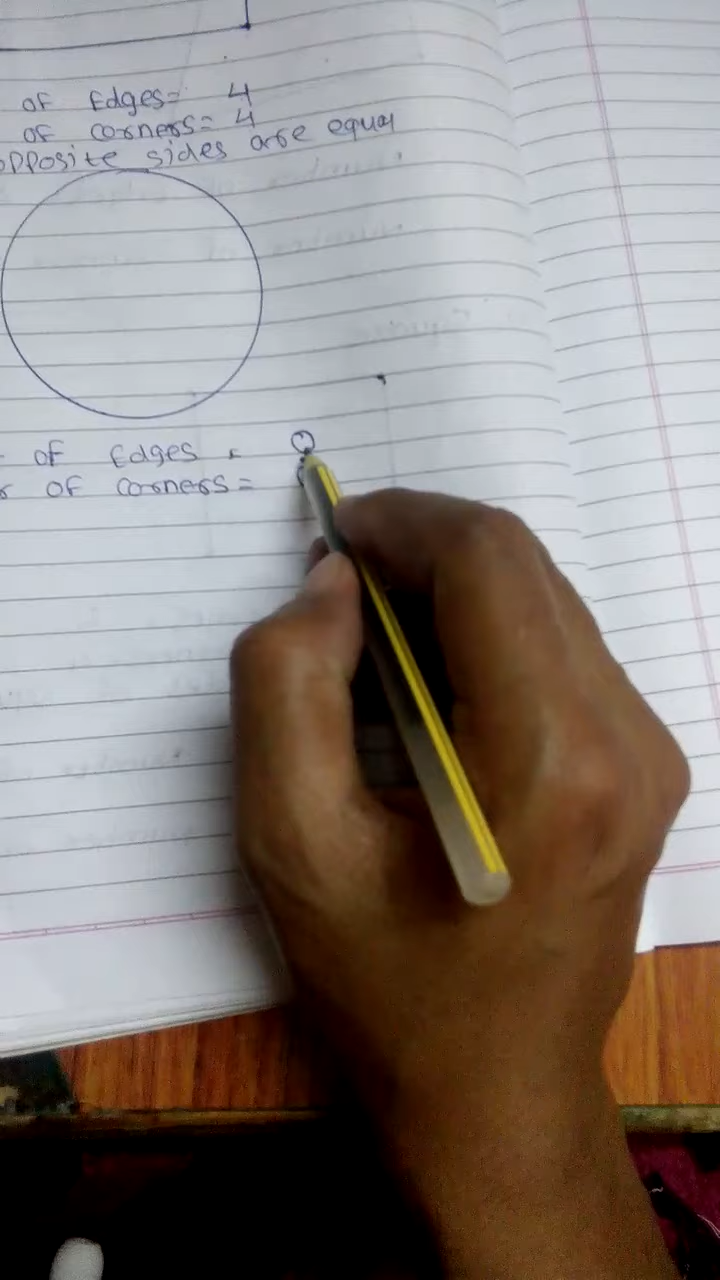 of Edges= 4
of corners= 4
opposite sides are equal
of Edges = 0
of corners =